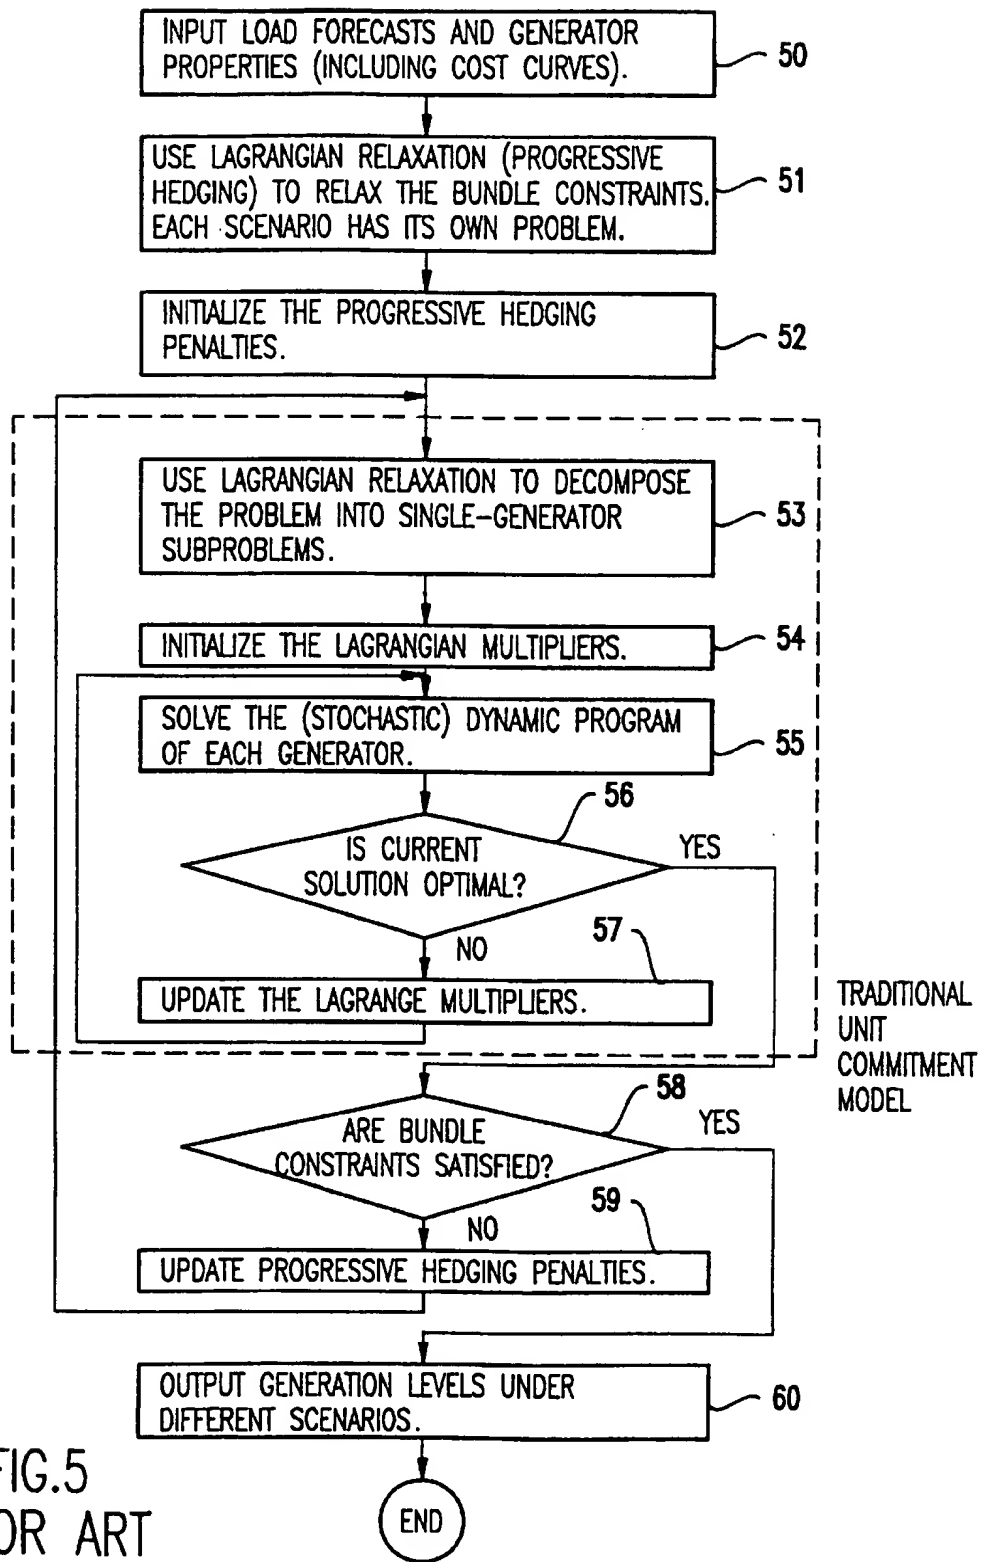 INPUT LOAD FORECASTS AND GENERATOR
PROPERTIES (INCLUDING COST CURVES).
50
USE LAGRANGIAN RELAXATION (PROGRESSIVE
HEDGING) TO RELAX THE BUNDLE CONSTRAINTS.
EACH SCENARIO HAS ITS OWN PROBLEM.
51
INITIALIZE THE PROGRESSIVE HEDGING
PENALTIES.
52
USE LAGRANGIAN RELAXATION TO DECOMPOSE
THE PROBLEM INTO SINGLE-GENERATOR
SUBPROBLEMS.
53
INITIALIZE THE LAGRANGIAN MULTIPLIERS.
54
SOLVE THE (STOCHASTIC) DYNAMIC PROGRAM
OF EACH GENERATOR.
55
56
IS CURRENT
SOLUTION OPTIMAL?
YES
NO
57
UPDATE THE LAGRANGE MULTIPLIERS.
TRADITIONAL
UNIT
COMMITMENT
MODEL
58
ARE BUNDLE
CONSTRAINTS SATISFIED?
YES
NO
59
UPDATE PROGRESSIVE HEDGING PENALTIES.
OUTPUT GENERATION LEVELS UNDER
DIFFERENT SCENARIOS.
60
END
FIG.5
OR ART